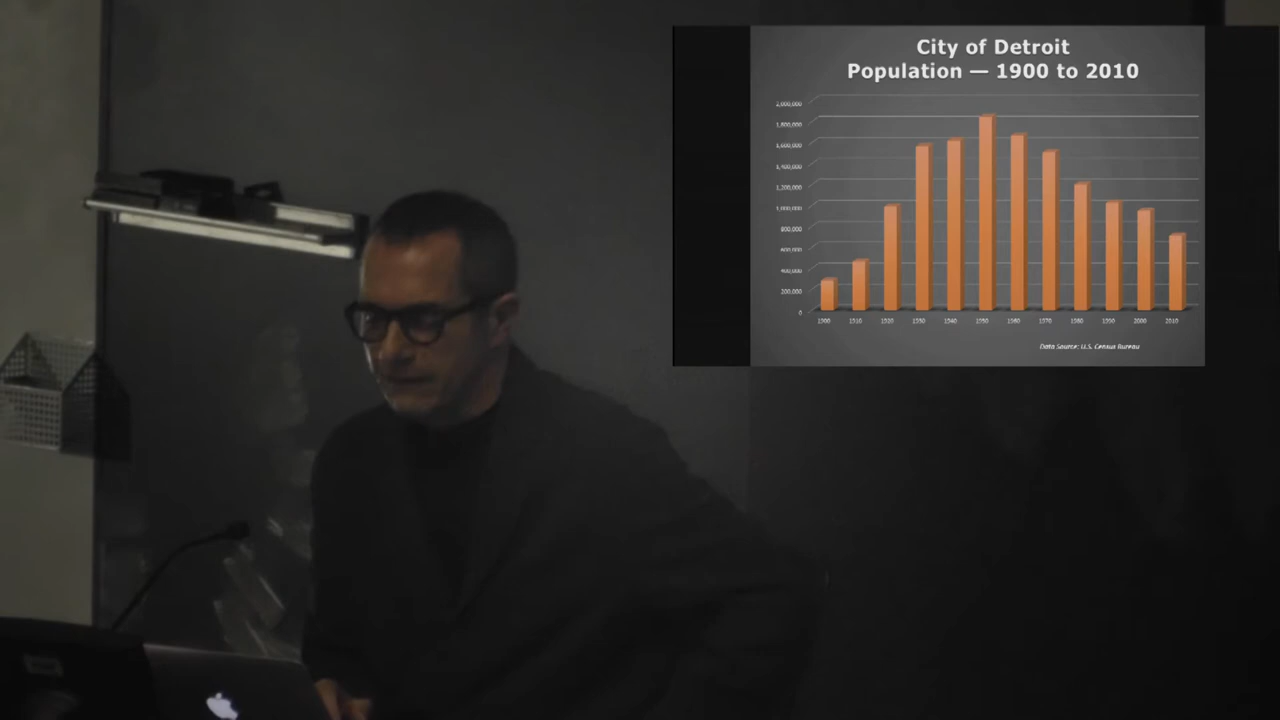 City of Detroit
Population — 1900 to 2010
2,000,000
1,800,000
1,600,000
1,400,000
1,200,000
1,000,000
800,000
600,000
400,000
200,000
0
1900 1910 1920 1930 1940 1950 1960 1970 1980 1990 2000 2010
Data Source: U.S. Census Bureau